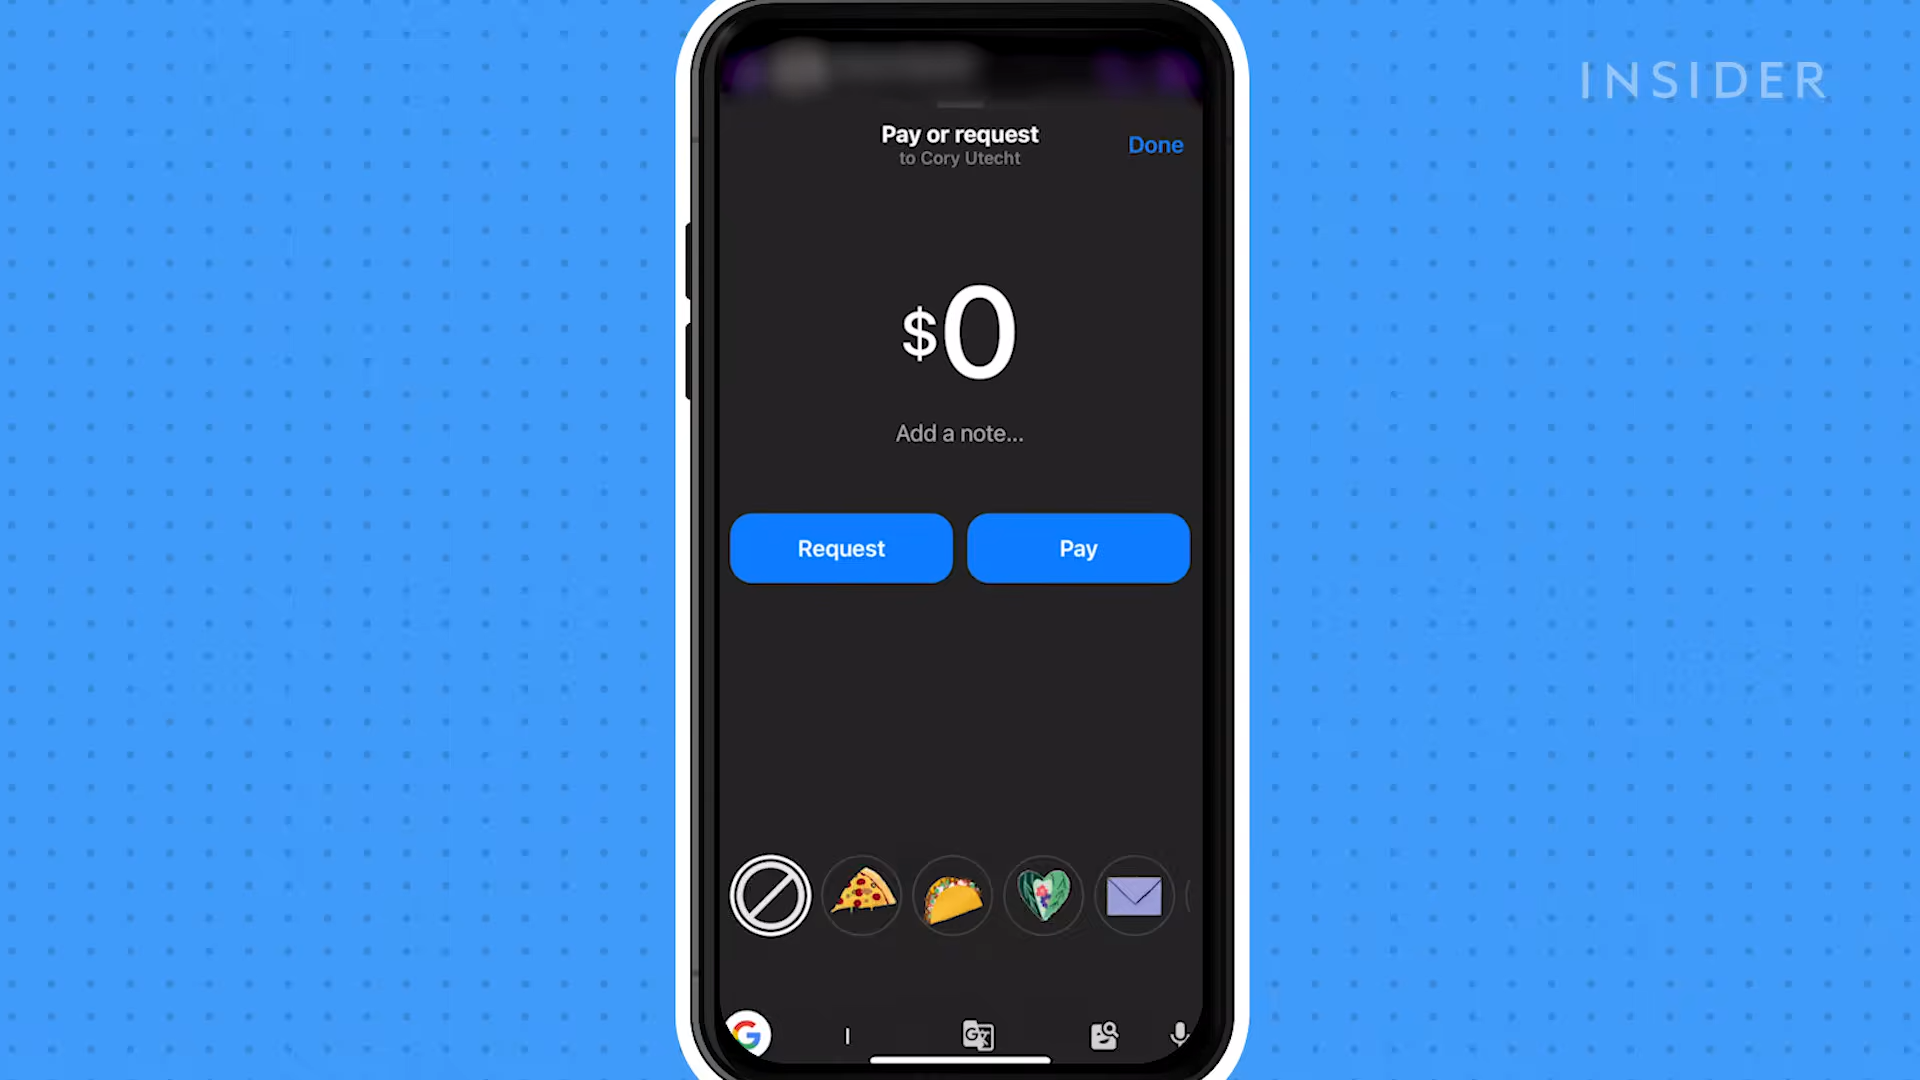 INSIDER
Pay or request
to Cory Utecht
Done
$0
Add a note...
Request
Pay